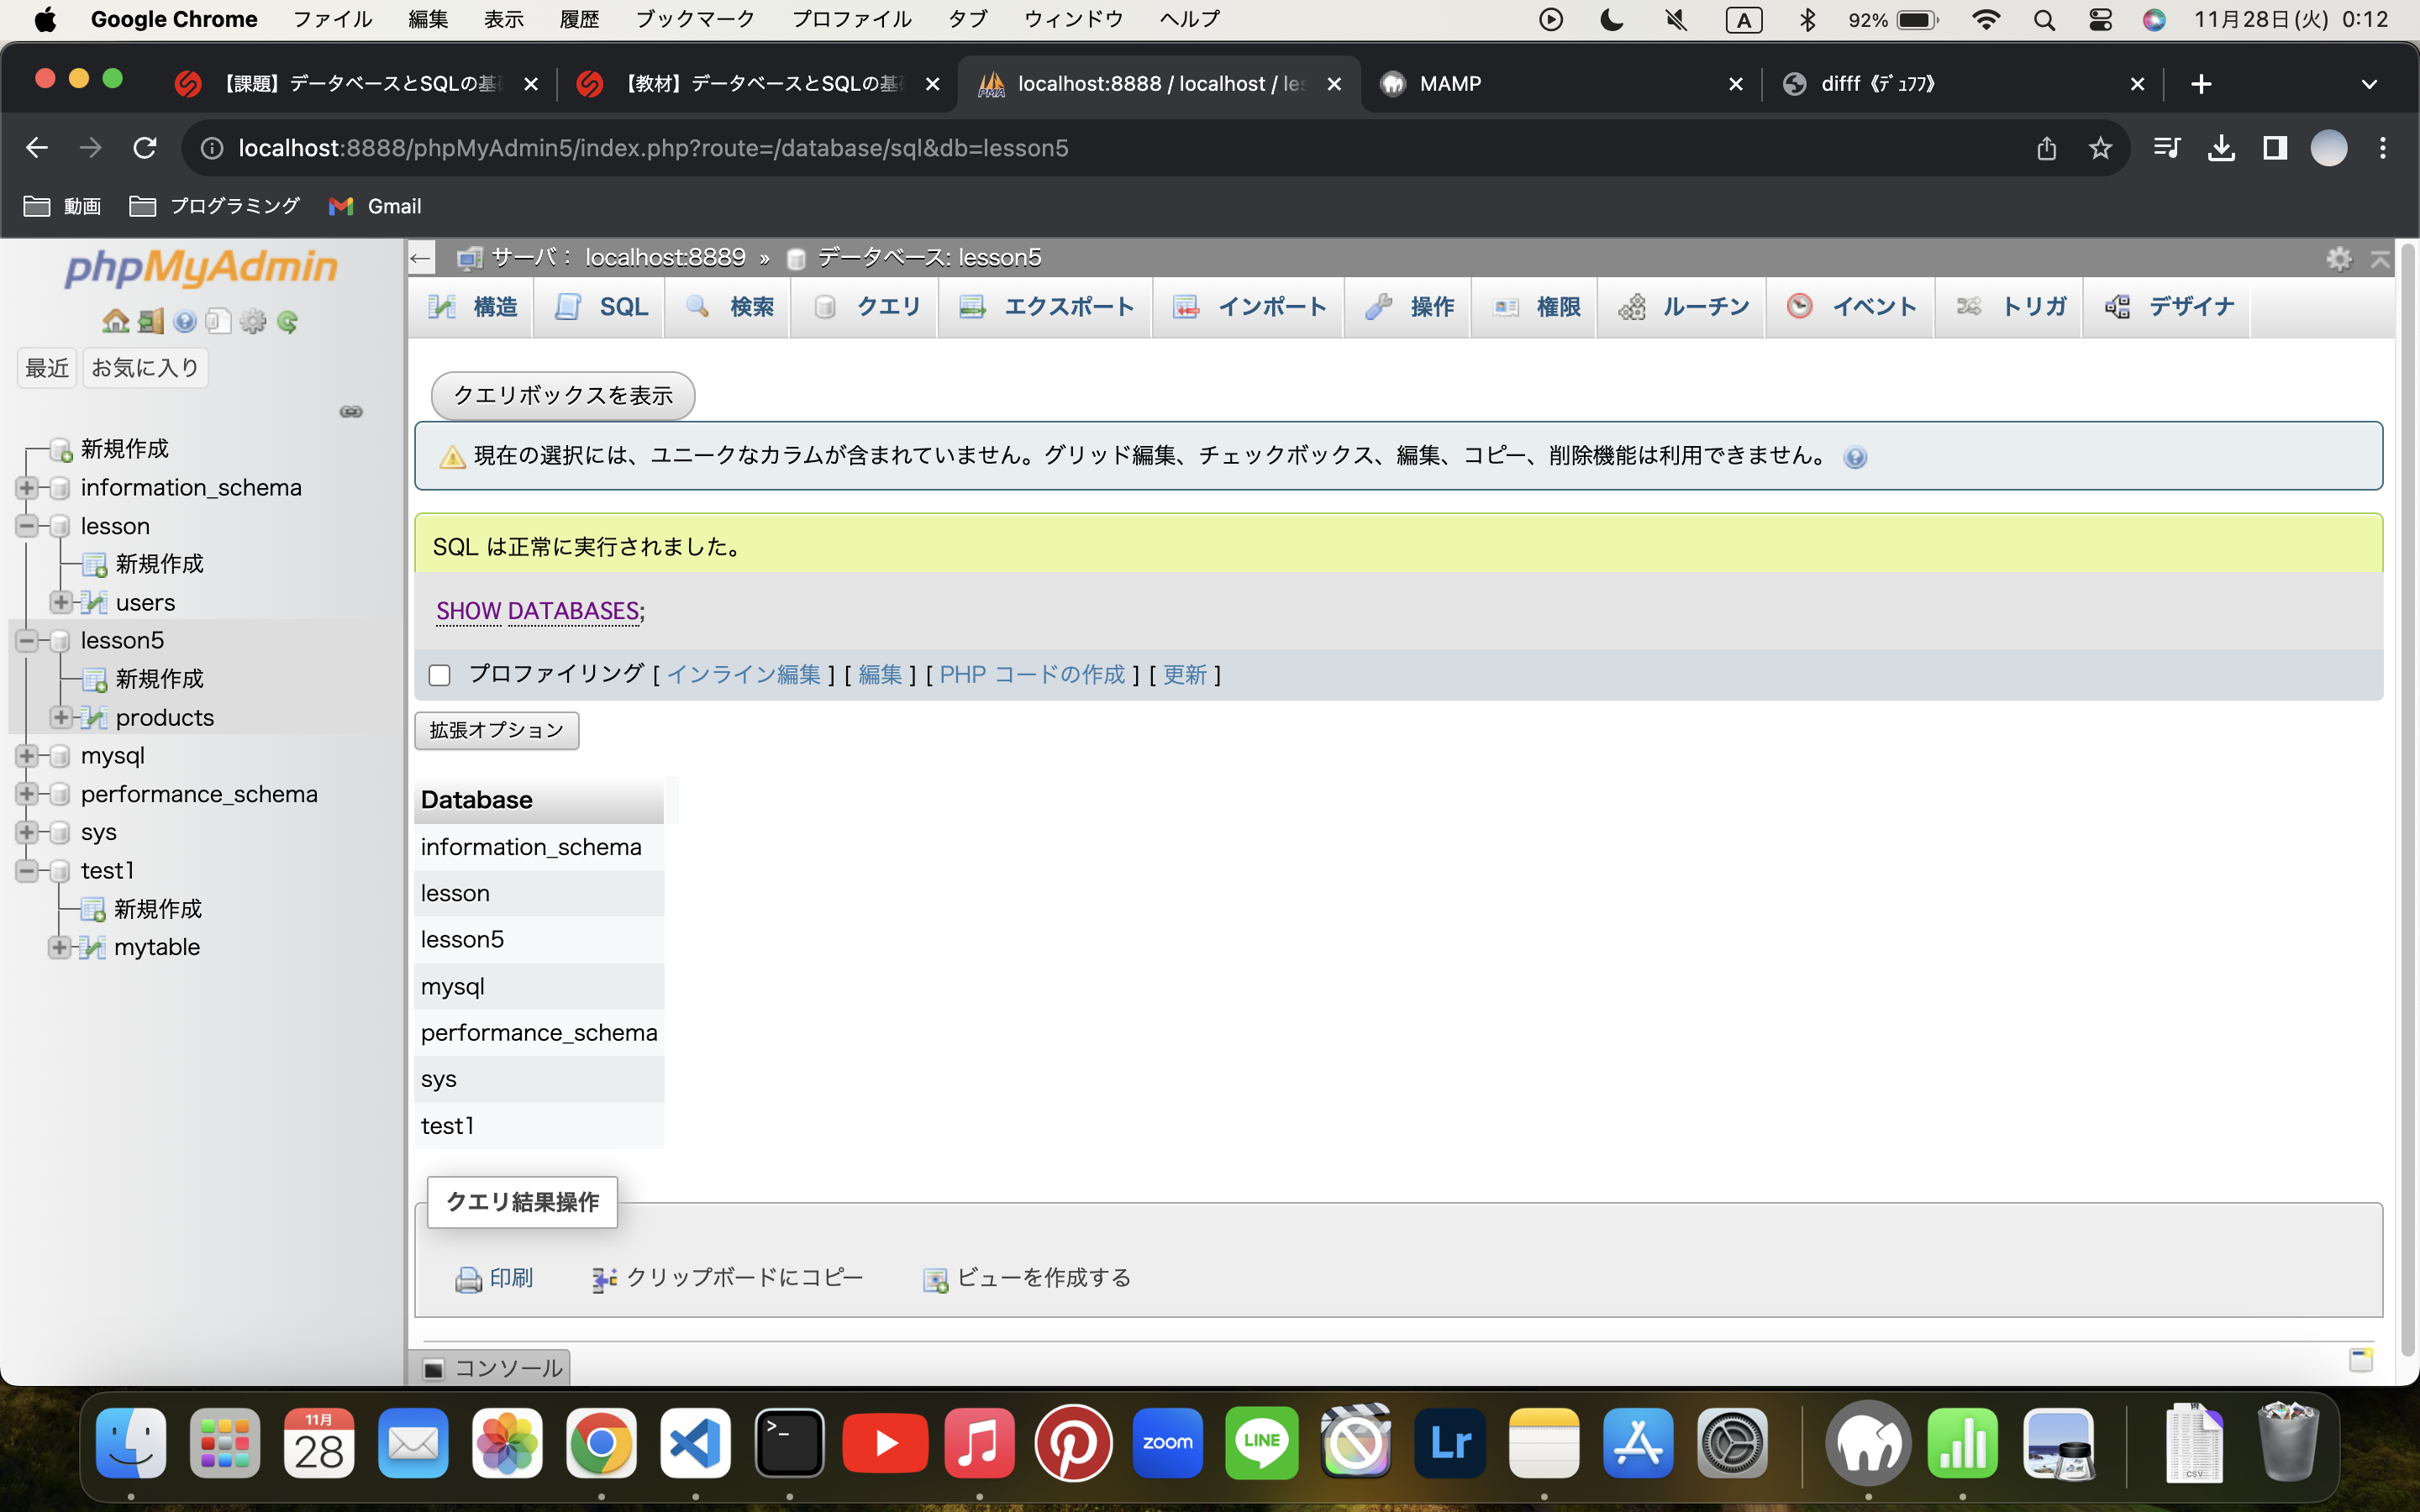 Google Chrome ファイル 編集 表示 履歴 ブックマーク プロファイル タブ ウィンドウ ヘルプ A 92% 11月28日(火) 0:12
【課題】データベースとSQLの基 【教材】データベースとSQLの基 localhost:8888 / localhost / les MAMP difff《ﾃﾞｭﾌﾌ》
localhost:8888/phpMyAdmin5/index.php?route=/database/sql&db=lesson5
動画 プログラミング Gmail
phpMyAdmin
最近 お気に入り
新規作成
information_schema
lesson
新規作成
users
lesson5
新規作成
products
mysql
performance_schema
sys
test1
新規作成
mytable
サーバ： localhost:8889 » データベース: lesson5
構造 SQL 検索 クエリ エクスポート インポート 操作 権限 ルーチン イベント トリガ デザイナ
クエリボックスを表示
現在の選択には、ユニークなカラムが含まれていません。グリッド編集、チェックボックス、編集、コピー、削除機能は利用できません。
SQL は正常に実行されました。
SHOW DATABASES;
プロファイリング [ インライン編集 ] [ 編集 ] [ PHP コードの作成 ] [ 更新 ]
拡張オプション
Database
information_schema
lesson
lesson5
mysql
performance_schema
sys
test1
クエリ結果操作
印刷 クリップボードにコピー ビューを作成する
コンソール
11月
28
>_
zoom
LINE
Lr
CSV